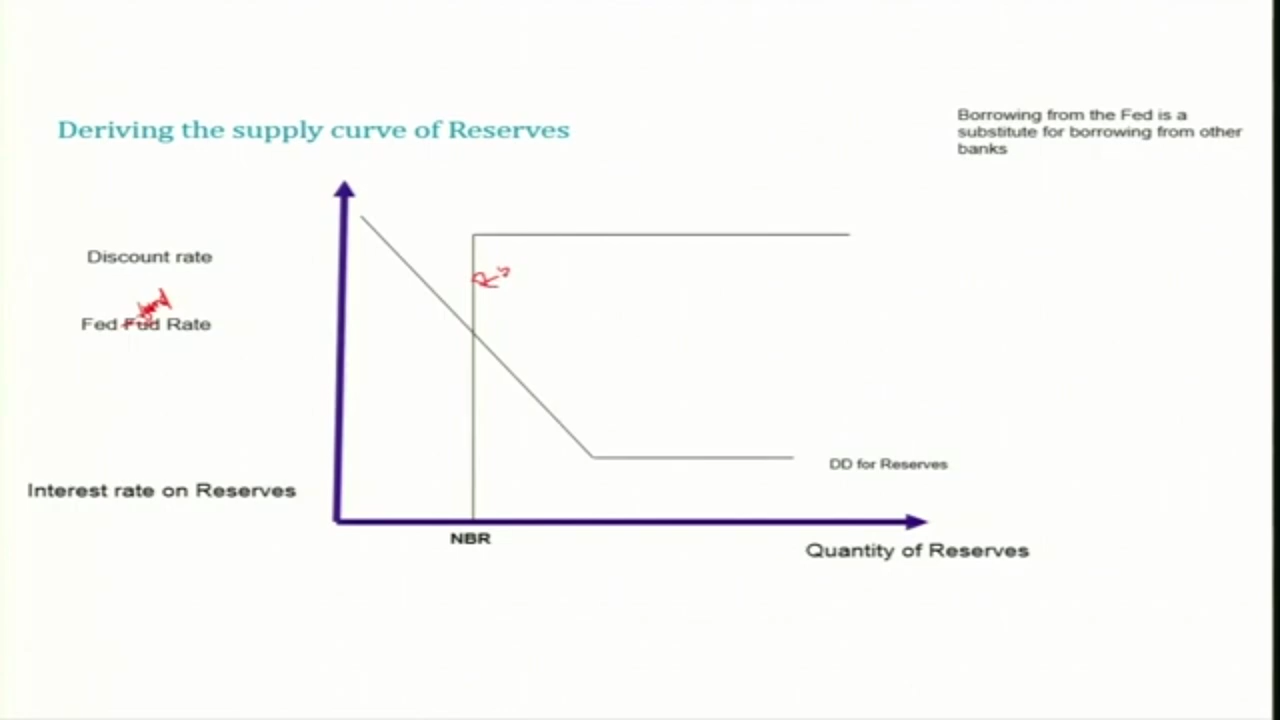 Deriving the supply curve of Reserves
Borrowing from the Fed is a
substitute for borrowing from other
banks
Discount rate
Fed Fud Rate
Interest rate on Reserves
NBR
Quantity of Reserves
DD for Reserves
Rs